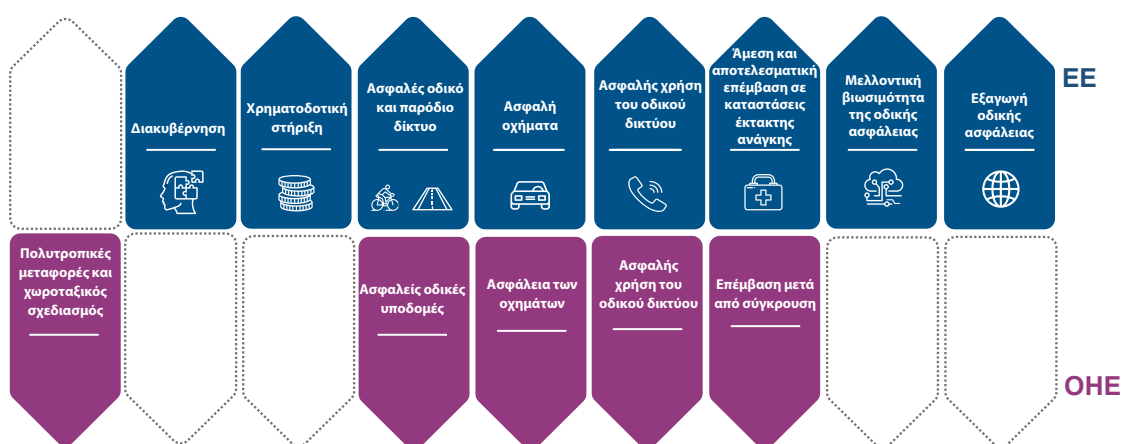 Διακυβέρνηση
Χρηματοδοτική
στήριξη
Ασφαλές οδικό
και παρόδιο
δίκτυο
Ασφαλή
οχήματα
Ασφαλής χρήση
του οδικού
δικτύου
Άμεση και
αποτελεσματική
επέμβαση σε
καταστάσεις
έκτακτης
ανάγκης
Μελλοντική
βιωσιμότητα
της οδικής
ασφάλειας
Εξαγωγή
οδικής
ασφάλειας
ΕΕ
Πολυτροπικές
μεταφορές και
χωροταξικός
σχεδιασμός
Ασφαλείς οδικές
υποδομές
Ασφάλεια των
οχημάτων
Ασφαλής
χρήση του
οδικού δικτύου
Επέμβαση μετά
από σύγκρουση
ΟΗΕ